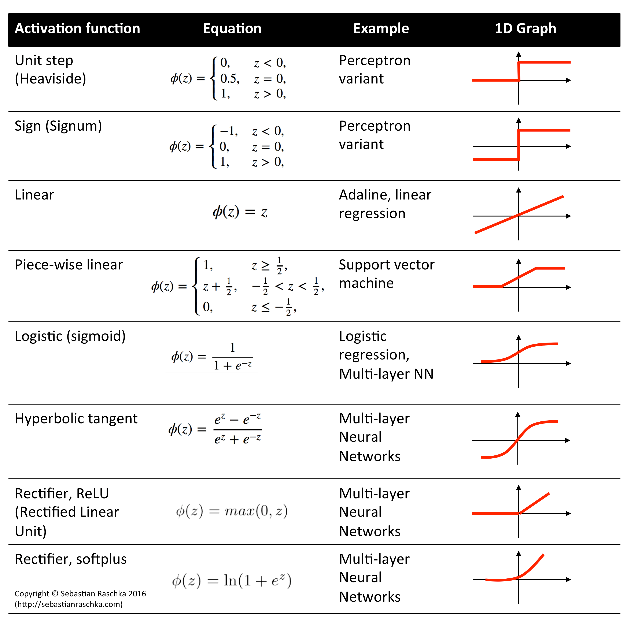 Activation function Equation Example 1D Graph
Unit step
(Heaviside)
ϕ(z) = { 0, z < 0,
0.5, z = 0,
1, z > 0,
Perceptron
variant
Sign (Signum)
ϕ(z) = { −1, z < 0,
0, z = 0,
1, z > 0,
Perceptron
variant
Linear
ϕ(z) = z
Adaline, linear
regression
Piece-wise linear
ϕ(z) = { 1, z ≥ 1/2,
z + 1/2, −1/2 < z < 1/2,
0, z ≤ −1/2,
Support vector
machine
Logistic (sigmoid)
ϕ(z) = 1 / (1 + e^−z)
Logistic
regression,
Multi-layer NN
Hyperbolic tangent
ϕ(z) = (e^z − e^−z) / (e^z + e^−z)
Multi-layer
Neural
Networks
Rectifier, ReLU
(Rectified Linear
Unit)
ϕ(z) = max(0, z)
Multi-layer
Neural
Networks
Rectifier, softplus
ϕ(z) = ln(1 + e^z)
Multi-layer
Neural
Networks
Copyright © Sebastian Raschka 2016
(http://sebastianraschka.com)